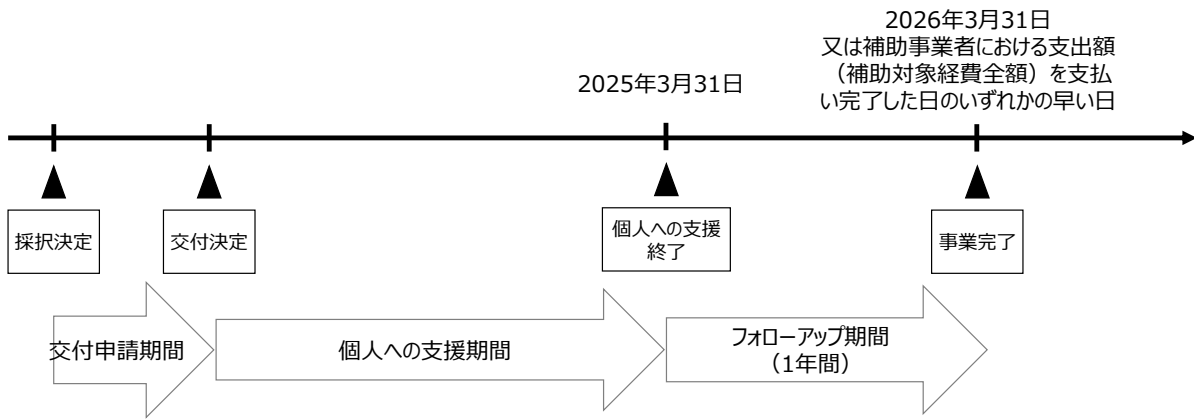 2026年3月31日
又は補助事業者における支出額
（補助対象経費全額）を支払
い完了した日のいずれかの早い日
2025年3月31日
採択決定
交付決定
個人への支援
終了
事業完了
交付申請期間
個人への支援期間
フォローアップ期間
（1年間）